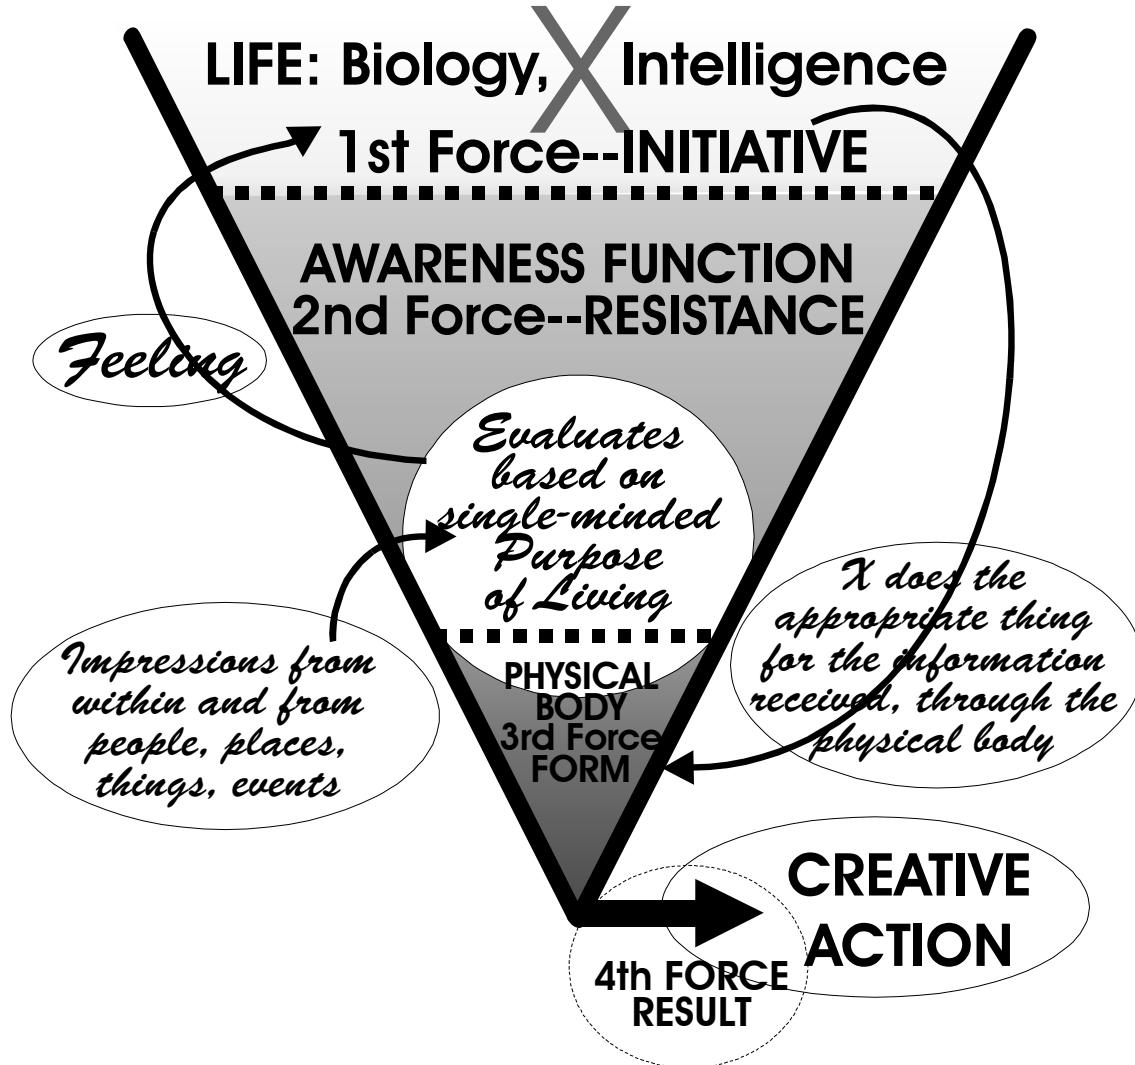 LIFE: Biology, X Intelligence
1st Force--INITIATIVE
AWARENESS FUNCTION
2nd Force--RESISTANCE
Feeling
Evaluates
based on
single-minded
Purpose
of Living
Impressions from
within and from
people, places,
things, events
X does the
appropriate thing
for the information
received, through the
physical body
PHYSICAL
BODY
3rd Force
FORM
CREATIVE
ACTION
4th FORCE
RESULT